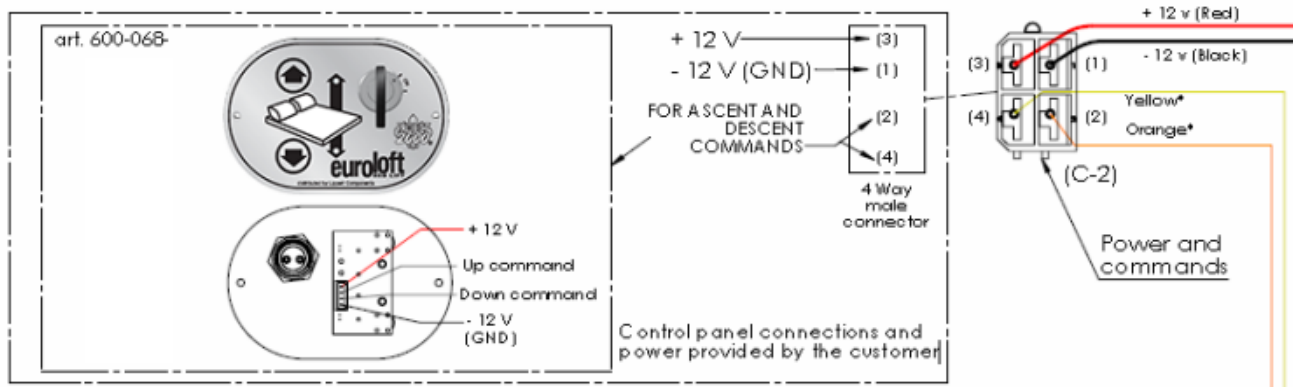 art. 600-068-
euroloft
+ 12 V
Up command
Down command
- 12 V
(GND)
+ 12 V
- 12 V (GND)
FOR ASCENT AND
DESCENT
COMMANDS
(3)
(1)
(2)
(4)
4 Way
male
connector
Control panel connections and
power provided by the customer
+ 12 v (Red)
- 12 v (Black)
(3)
(1)
Yellow*
(4)
(2)
Orange*
(C-2)
Power and
commands